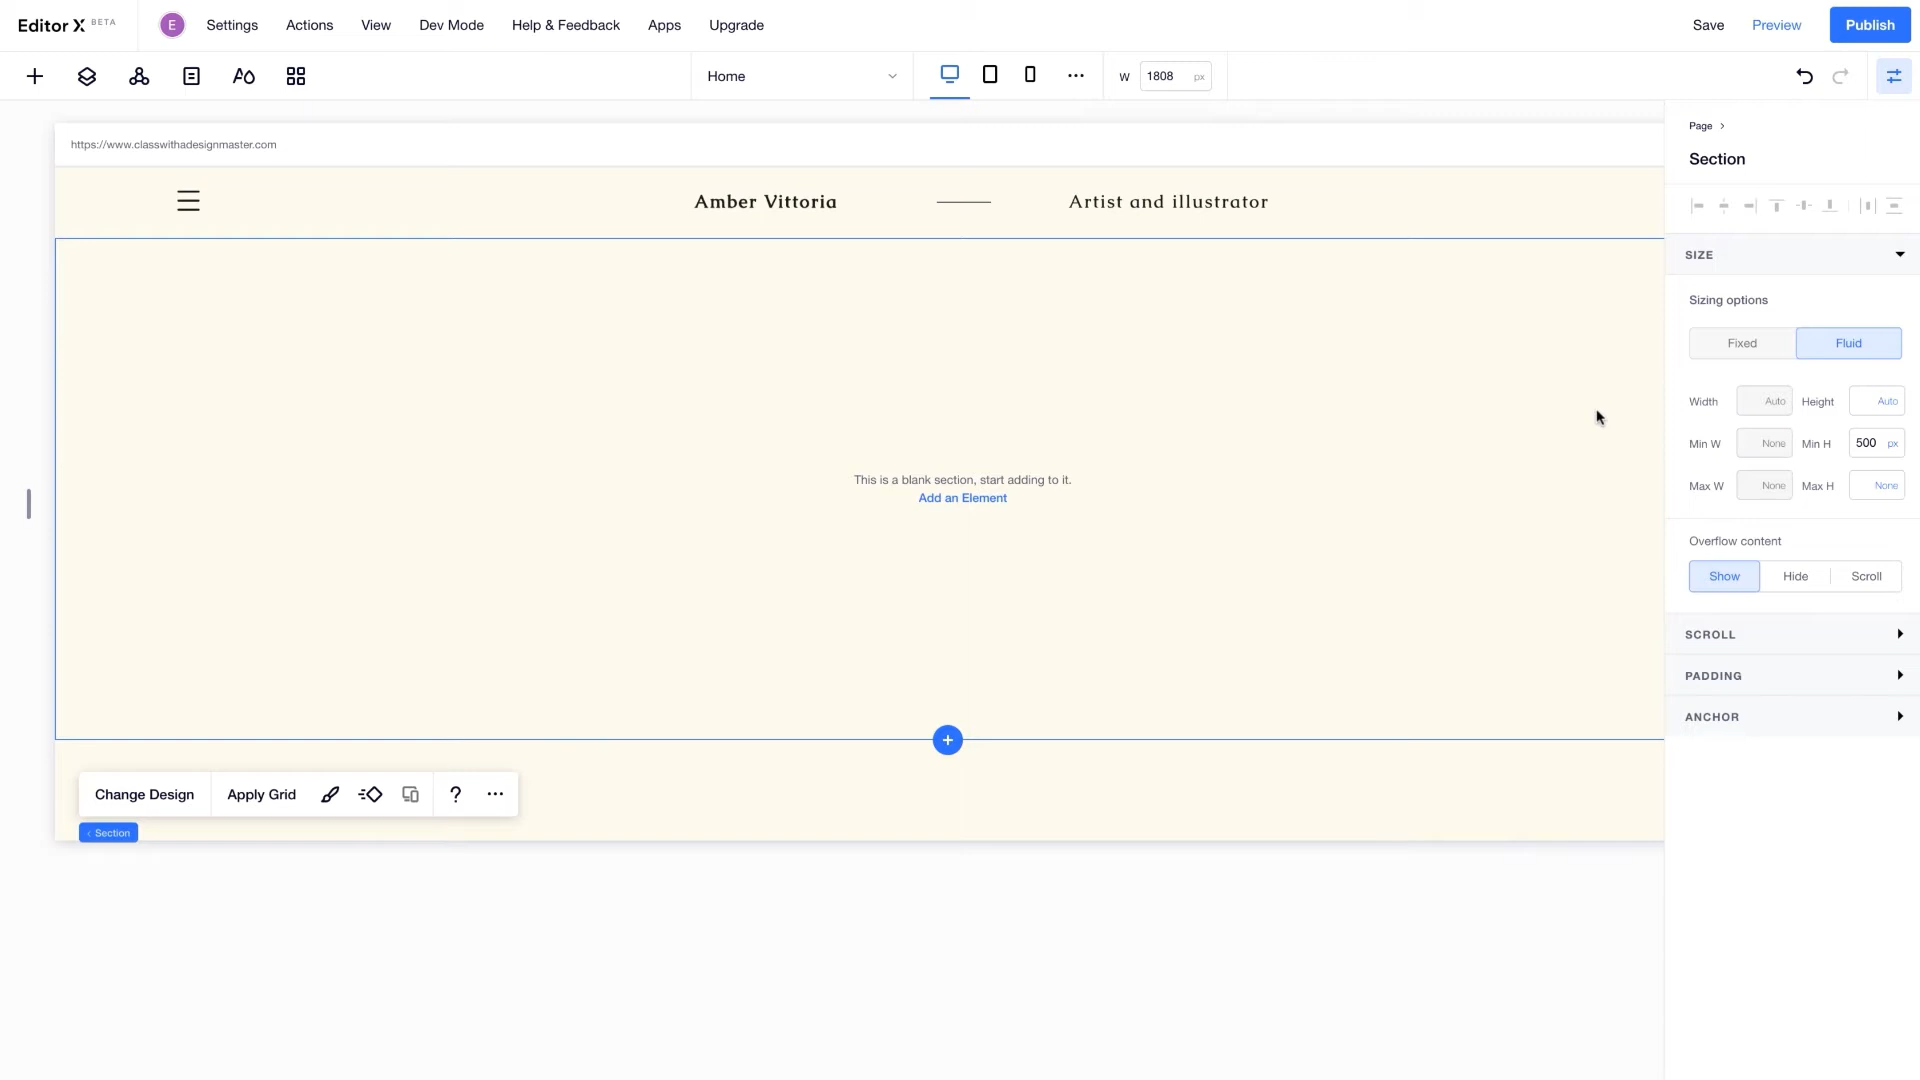 Editor X BETA
E
Settings
Actions
View
Dev Mode
Help & Feedback
Apps
Upgrade
Save
Preview
Publish
Home
W
1808
px
https://www.classwithadesignmaster.com
Amber Vittoria
Artist and illustrator
This is a blank section, start adding to it.
Add an Element
Change Design
Apply Grid
?
< Section
Page >
Section
SIZE
Sizing options
Fixed
Fluid
Width
Auto
Height
Auto
Min W
None
Min H
500 px
Max W
None
Max H
None
Overflow content
Show
Hide
Scroll
SCROLL
PADDING
ANCHOR